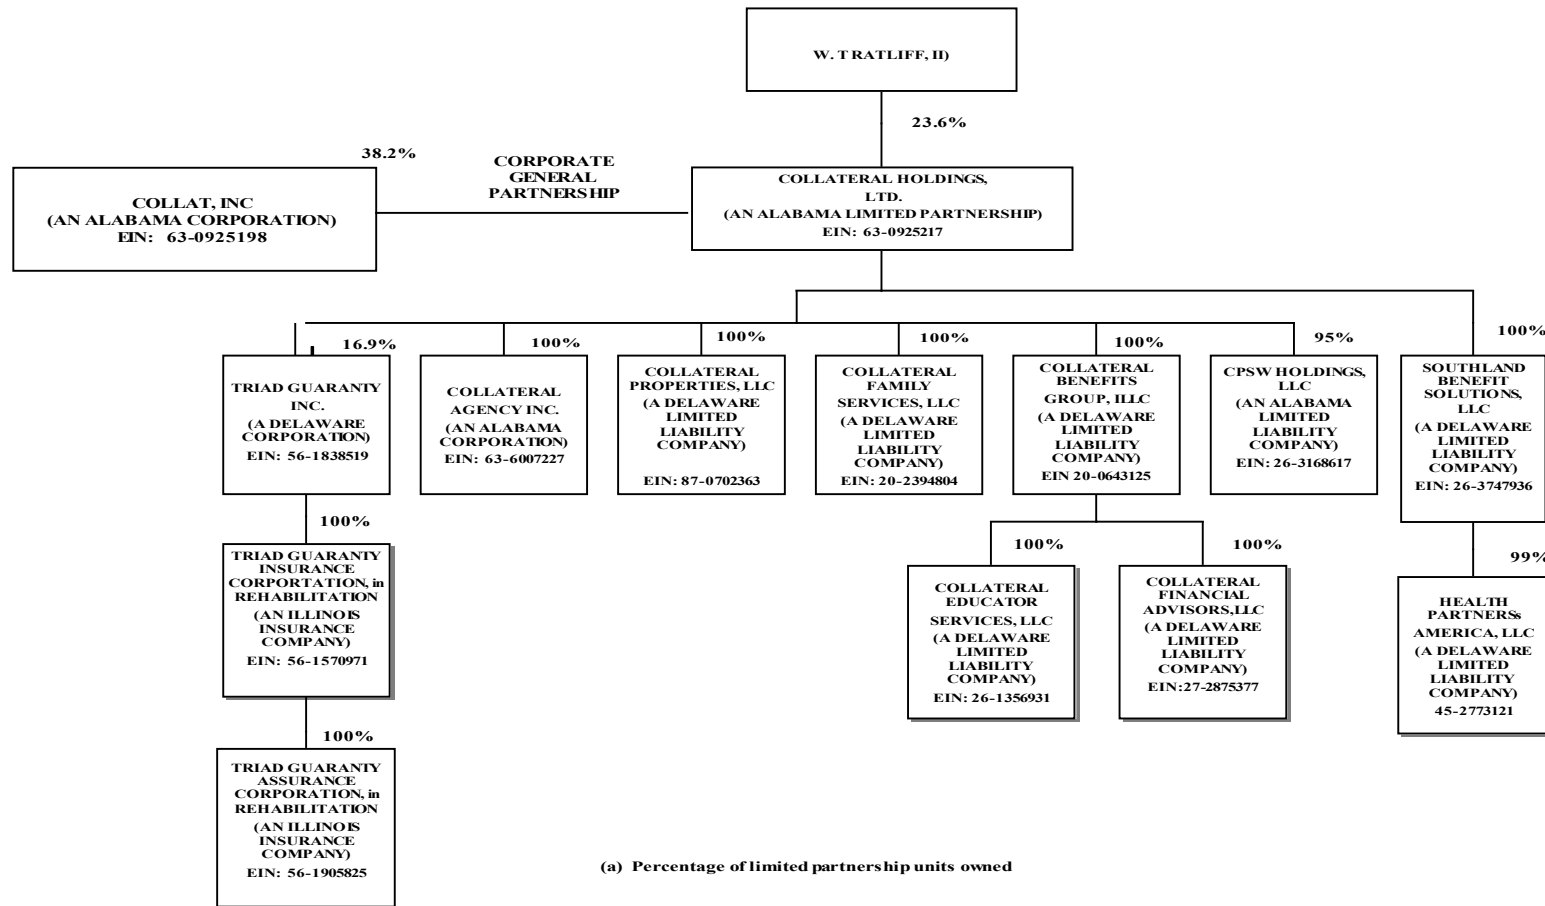 W. T RATLIFF, II)
23.6%
38.2%
CORPORATE
GENERAL
PARTNERSHIP
COLLAT, INC
(AN ALABAMA CORPORATION)
EIN: 63-0925198
COLLATERAL HOLDINGS,
LTD.
(AN ALABAMA LIMITED PARTNERSHIP)
EIN: 63-0925217
16.9%
100%
100%
100%
100%
95%
100%
TRIAD GUARANTY
INC.
(A DELAWARE
CORPORATION)
EIN: 56-1838519
COLLATERAL
AGENCY INC.
(AN ALABAMA
CORPORATION)
EIN: 63-6007227
COLLATERAL
PROPERTIES, LLC
(A DELAWARE
LIMITED
LIABILITY
COMPANY)
EIN: 87-0702363
COLLATERAL
FAMILY
SERVICES, LLC
(A DELAWARE
LIMITED
LIABILITY
COMPANY)
EIN: 20-2394804
COLLATERAL
BENEFITS
GROUP, ILLC
(A DELAWARE
LIMITED
LIABILITY
COMPANY)
EIN 20-0643125
CPSW HOLDINGS,
LLC
(AN ALABAMA
LIMITED
LIABILITY
COMPANY)
EIN: 26-3168617
SOUTHLAND
BENEFIT
SOLUTIONS,
LLC
(A DELAWARE
LIMITED
LIABILITY
COMPANY)
EIN: 26-3747936
100%
100%
100%
99%
TRIAD GUARANTY
INSURANCE
CORPORTATION, in
REHABILITATION
(AN ILLINOIS
INSURANCE
COMPANY)
EIN: 56-1570971
COLLATERAL
EDUCATOR
SERVICES, LLC
(A DELAWARE
LIMITED
LIABILITY
COMPANY)
EIN: 26-1356931
COLLATERAL
FINANCIAL
ADVISORS,LLC
(A DELAWARE
LIMITED
LIABILITY
COMPANY)
EIN:27-2875377
HEALTH
PARTNERSs
AMERICA, LLC
(A DELAWARE
LIMITED
LIABILITY
COMPANY)
45-2773121
100%
TRIAD GUARANTY
ASSURANCE
CORPORATION, in
REHABILITATION
(AN ILLINOIS
INSURANCE
COMPANY)
EIN: 56-1905825
(a) Percentage of limited partnership units owned